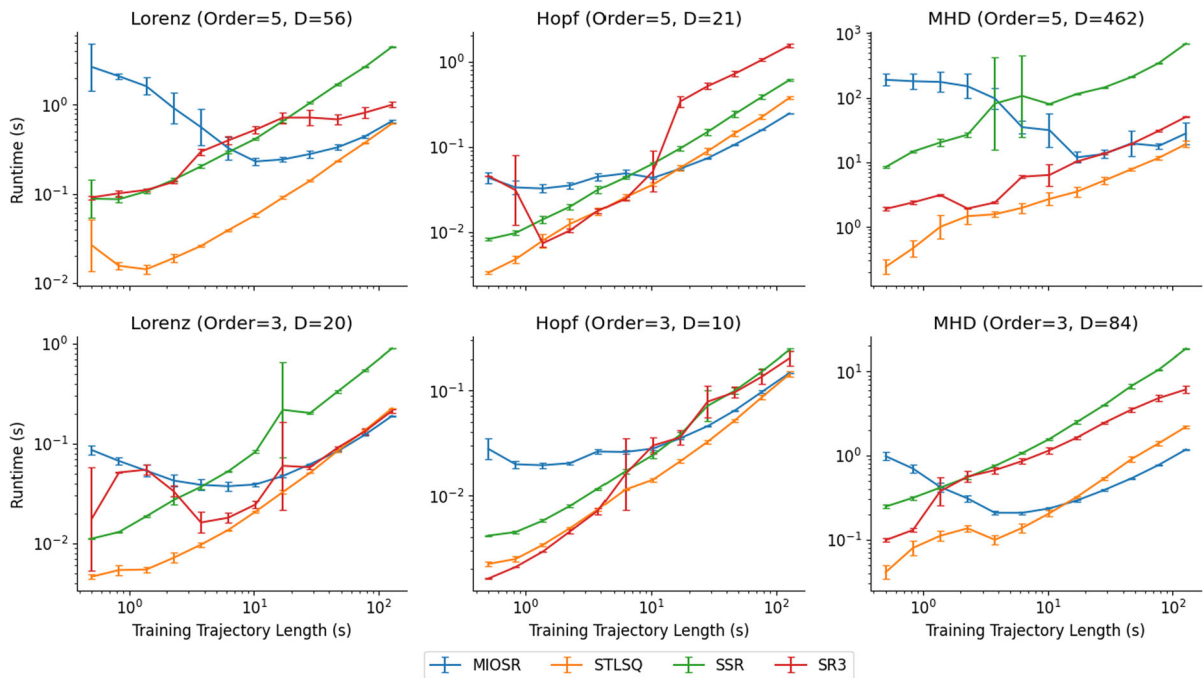 Lorenz (Order=5, D=56)
Hopf (Order=5, D=21)
MHD (Order=5, D=462)
Runtime (s)
10⁰
10⁻¹
10⁻²
10⁰
10⁻¹
10⁻²
10³
10²
10¹
10⁰
Lorenz (Order=3, D=20)
Hopf (Order=3, D=10)
MHD (Order=3, D=84)
Runtime (s)
10⁰
10⁻¹
10⁻²
10⁻¹
10⁻²
10¹
10⁰
10⁻¹
10⁰ 10¹ 10²
10⁰ 10¹ 10²
10⁰ 10¹ 10²
Training Trajectory Length (s)
Training Trajectory Length (s)
Training Trajectory Length (s)
MIOSR STLSQ SSR SR3